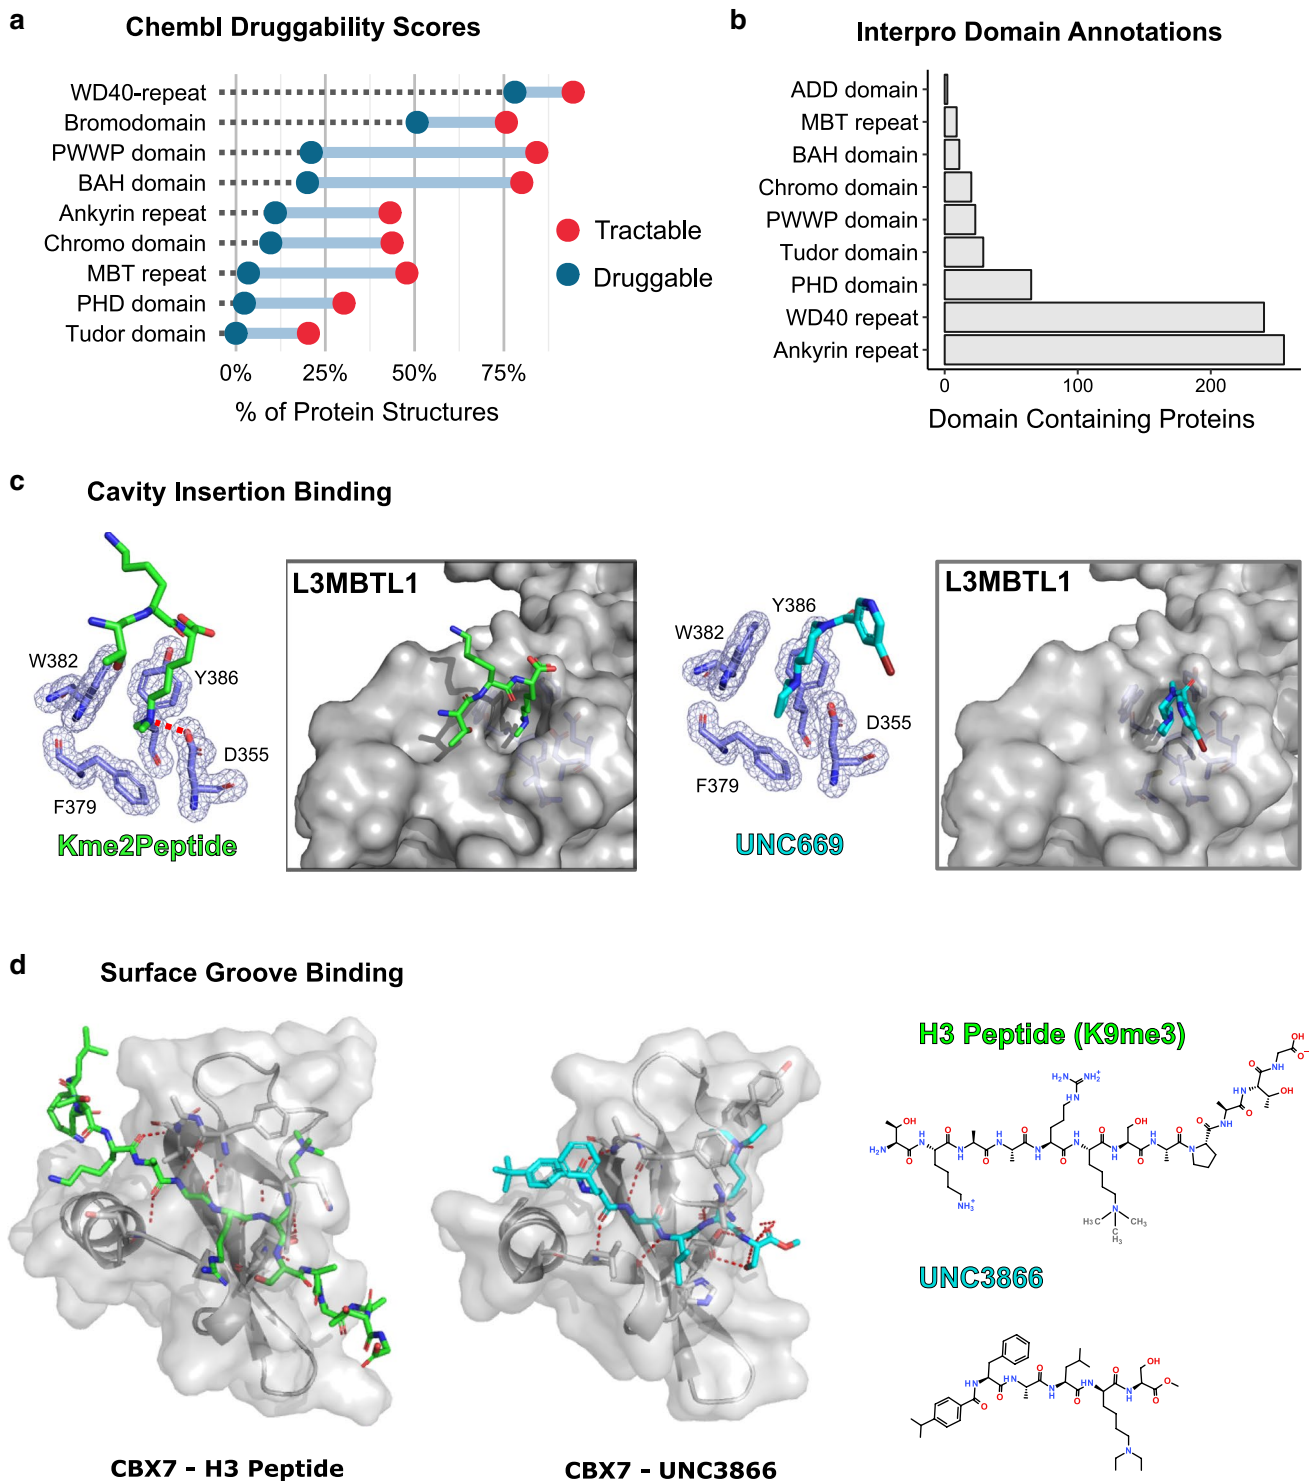 a
Chembl Druggability Scores
WD40-repeat
Bromodomain
PWWP domain
BAH domain
Ankyrin repeat
Chromo domain
MBT repeat
PHD domain
Tudor domain
0% 25% 50% 75%
% of Protein Structures
Tractable
Druggable
b
Interpro Domain Annotations
ADD domain
MBT repeat
BAH domain
Chromo domain
PWWP domain
Tudor domain
PHD domain
WD40 repeat
Ankyrin repeat
0 100 200
Domain Containing Proteins
c
Cavity Insertion Binding
W382
Y386
D355
F379
Kme2Peptide
L3MBTL1
Y386
W382
D355
F379
UNC669
L3MBTL1
d
Surface Groove Binding
CBX7 - H3 Peptide
CBX7 - UNC3866
H3 Peptide (K9me3)
UNC3866